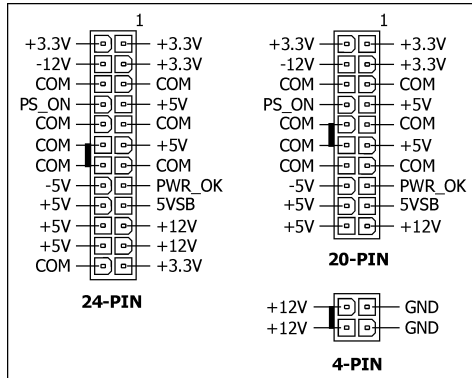 1 1
+3.3V +3.3V +3.3V +3.3V
-12V +3.3V -12V +3.3V
COM COM COM COM
PS_ON +5V PS_ON +5V
COM COM COM COM
COM +5V COM +5V
COM COM COM COM
-5V PWR_OK -5V PWR_OK
+5V 5VSB +5V 5VSB
+5V +12V +5V +12V
+5V +12V
COM +3.3V
20-PIN
24-PIN
+12V GND
+12V GND
4-PIN